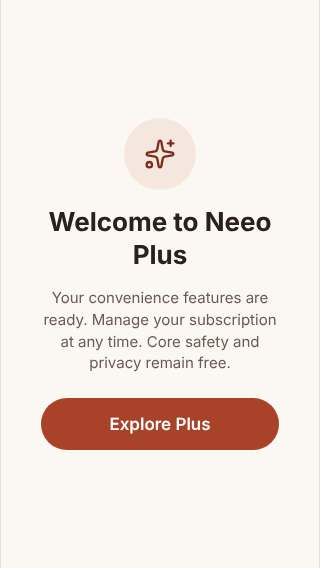 Welcome to Neeo
Plus
Your convenience features are
ready. Manage your subscription
at any time. Core safety and
privacy remain free.
Explore Plus